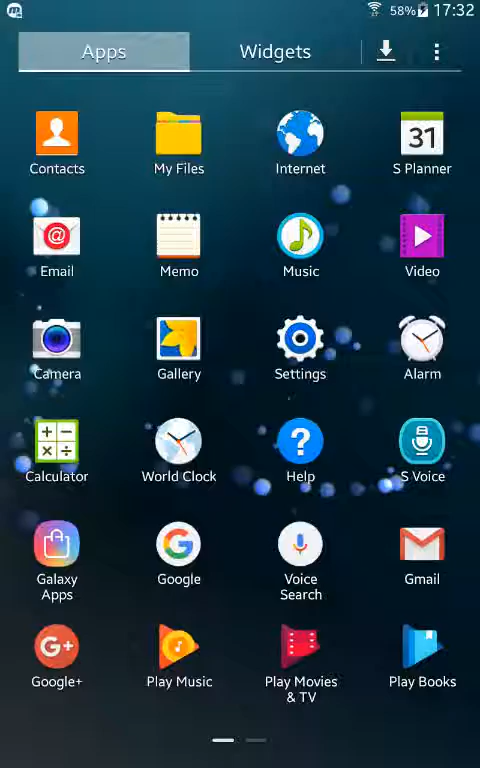 58% 17:32
Apps Widgets
31
Contacts My Files Internet S Planner
@
Email Memo Music Video
Camera Gallery Settings Alarm
+ − × ÷
?
Calculator World Clock Help S Voice
G
Galaxy Apps Google Voice Search Gmail
G+
Google+ Play Music Play Movies & TV Play Books